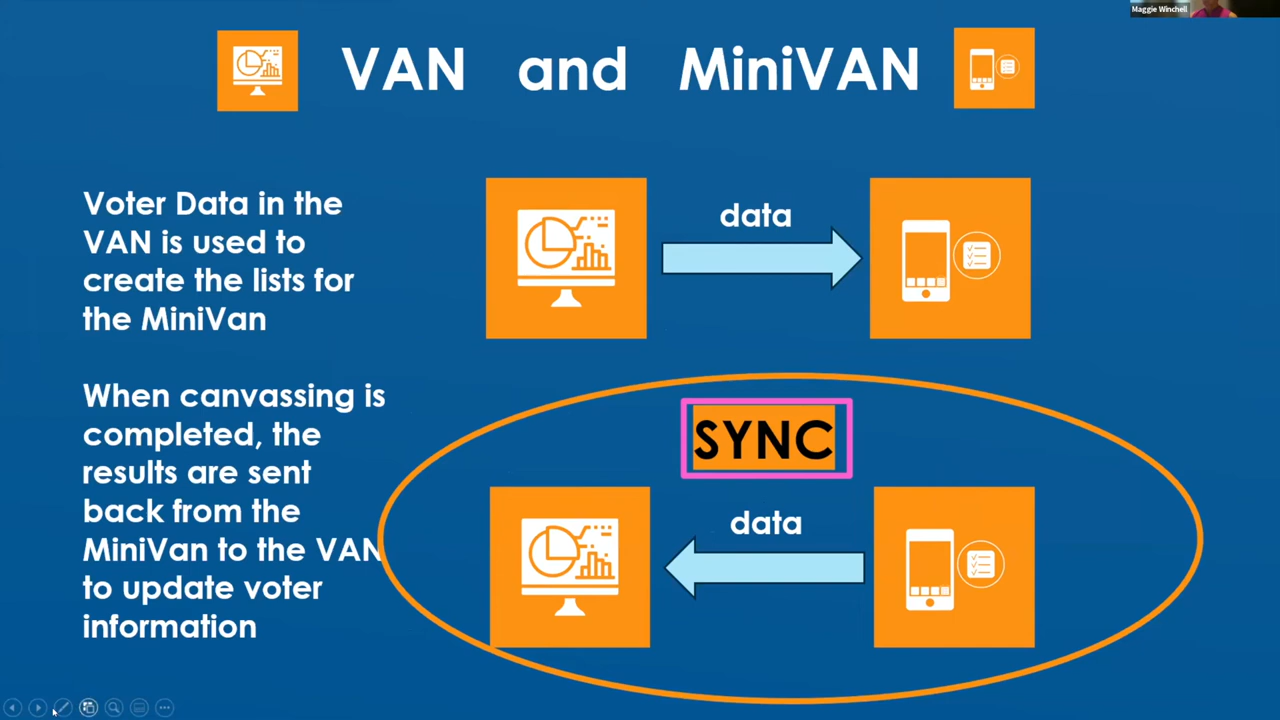 Maggie Winchell
VAN and MiniVAN
Voter Data in the
VAN is used to
create the lists for
the MiniVan
data
When canvassing is
completed, the
results are sent
back from the
MiniVan to the VAN
to update voter
information
SYNC
data